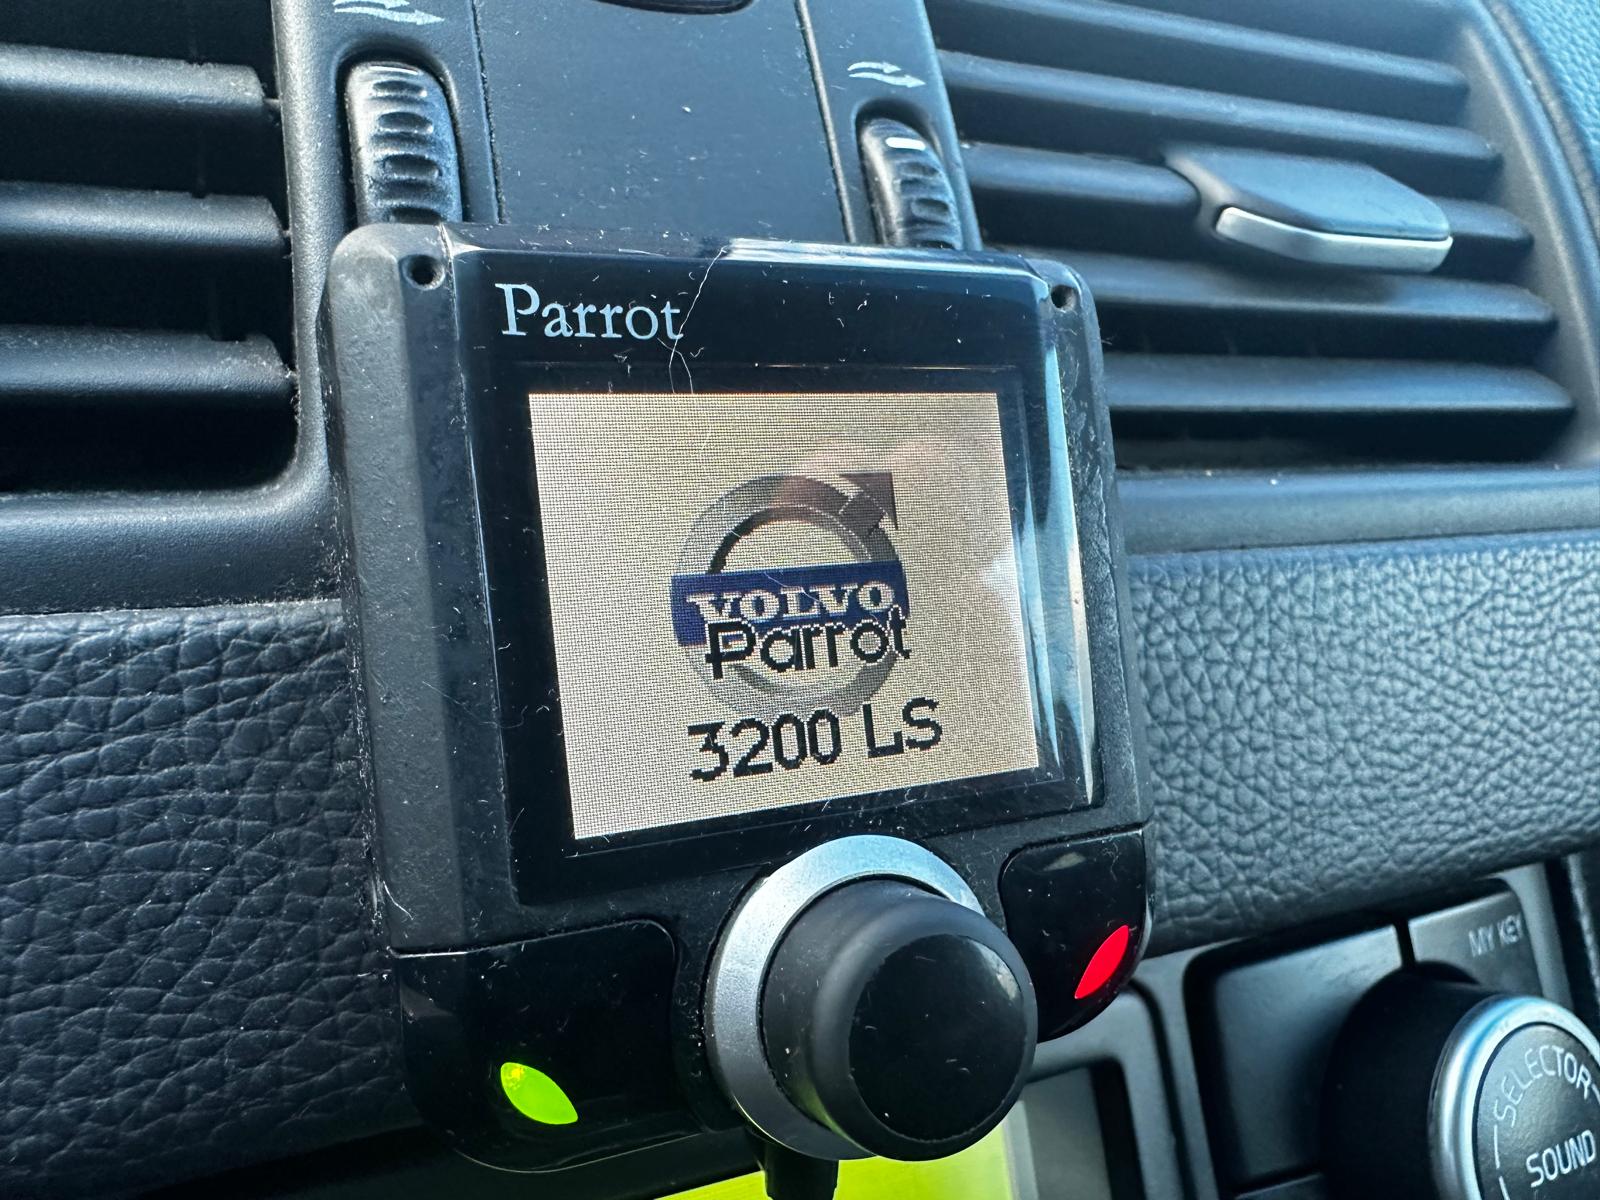 Parrot
VOLVO
Parrot
3200 LS
MY KEY
SELECTOR
SOUND